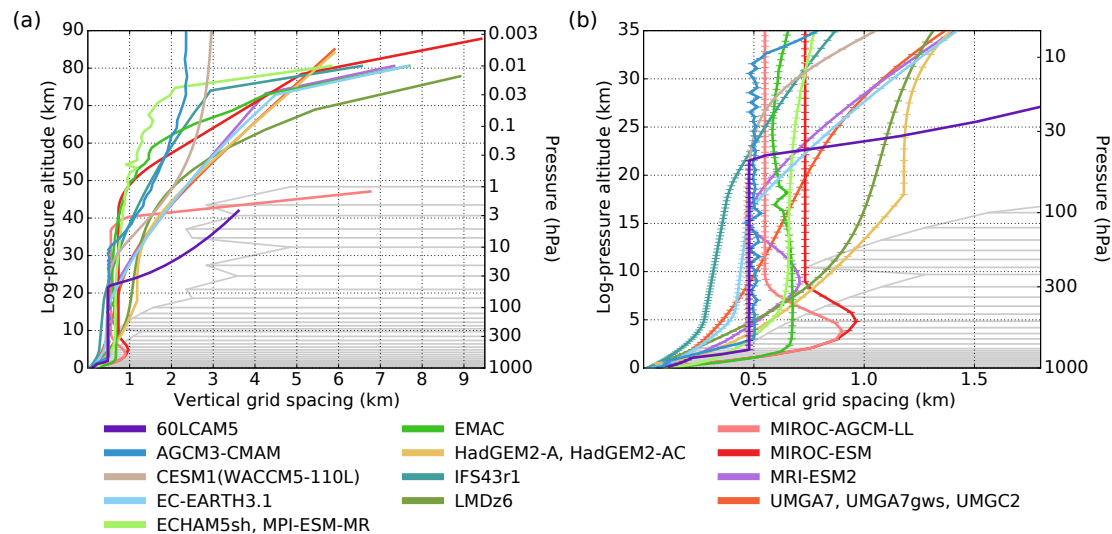 (a)
(b)
90
80
70
60
50
40
30
20
10
0
Log-pressure altitude (km)
1 2 3 4 5 6 7 8 9
Vertical grid spacing (km)
0.003
0.01
0.03
0.1
0.3
1
3
10
30
100
300
1000
Pressure (hPa)
35
30
25
20
15
10
5
0
Log-pressure altitude (km)
0.5 1.0 1.5
Vertical grid spacing (km)
10
30
100
300
1000
Pressure (hPa)
60LCAM5
AGCM3-CMAM
CESM1(WACCM5-110L)
EC-EARTH3.1
ECHAM5sh, MPI-ESM-MR
EMAC
HadGEM2-A, HadGEM2-AC
IFS43r1
LMDz6
MIROC-AGCM-LL
MIROC-ESM
MRI-ESM2
UMGA7, UMGA7gws, UMGC2